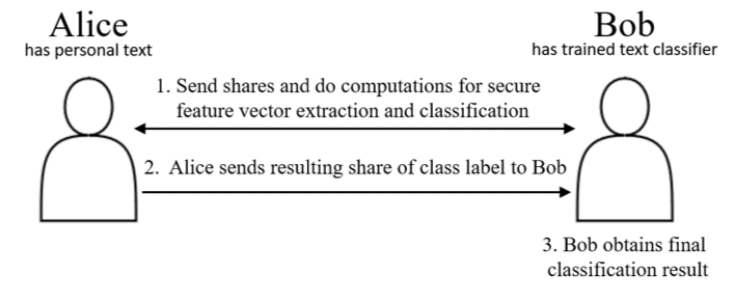 Alice
has personal text
Bob
has trained text classifier
1. Send shares and do computations for secure
feature vector extraction and classification
2. Alice sends resulting share of class label to Bob
3. Bob obtains final
classification result